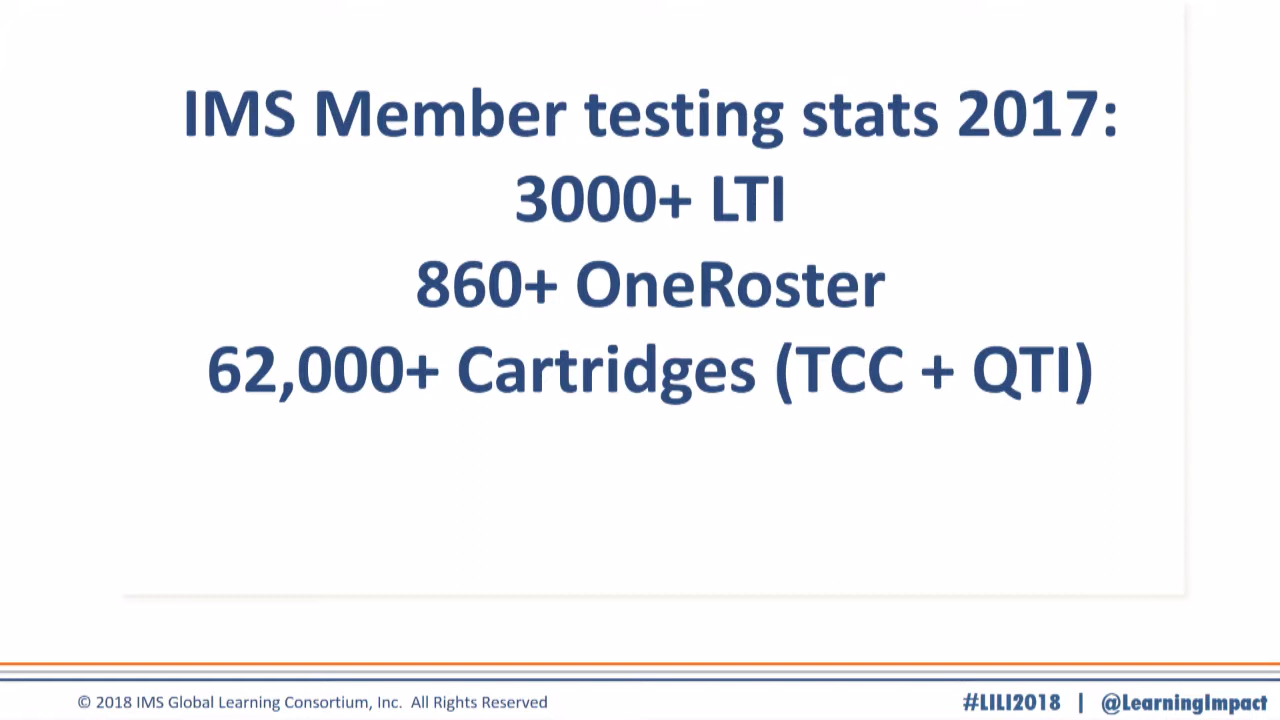 IMS Member testing stats 2017:
3000+ LTI
860+ OneRoster
62,000+ Cartridges (TCC + QTI)
© 2018 IMS Global Learning Consortium, Inc. All Rights Reserved
#LILI2018 | @LearningImpact